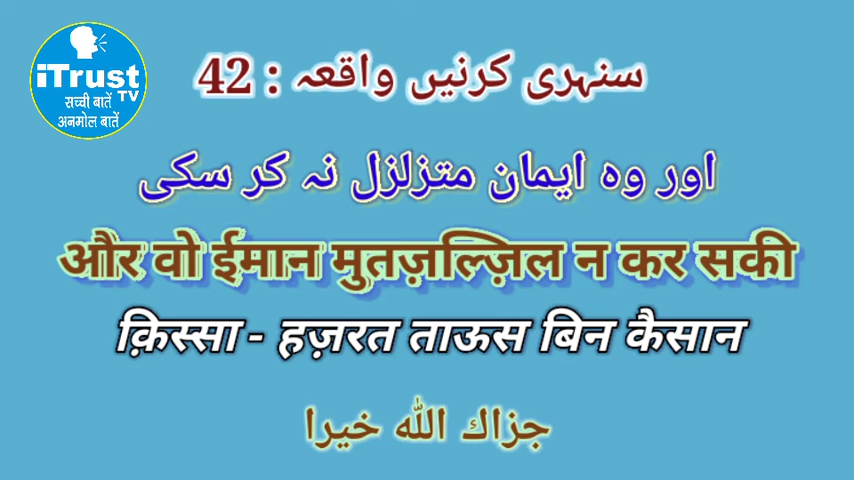 iTrust
TV
सच्ची बातें
अनमोल बातें
سنہری کرنیں واقعہ : 42
اور وہ ایمان متزلزل نہ کر سکی
और वो ईमान मुतज़ल्ज़िल न कर सकी
क़िस्सा - हज़रत ताऊस बिन कैसान
جزاك الله خيرا